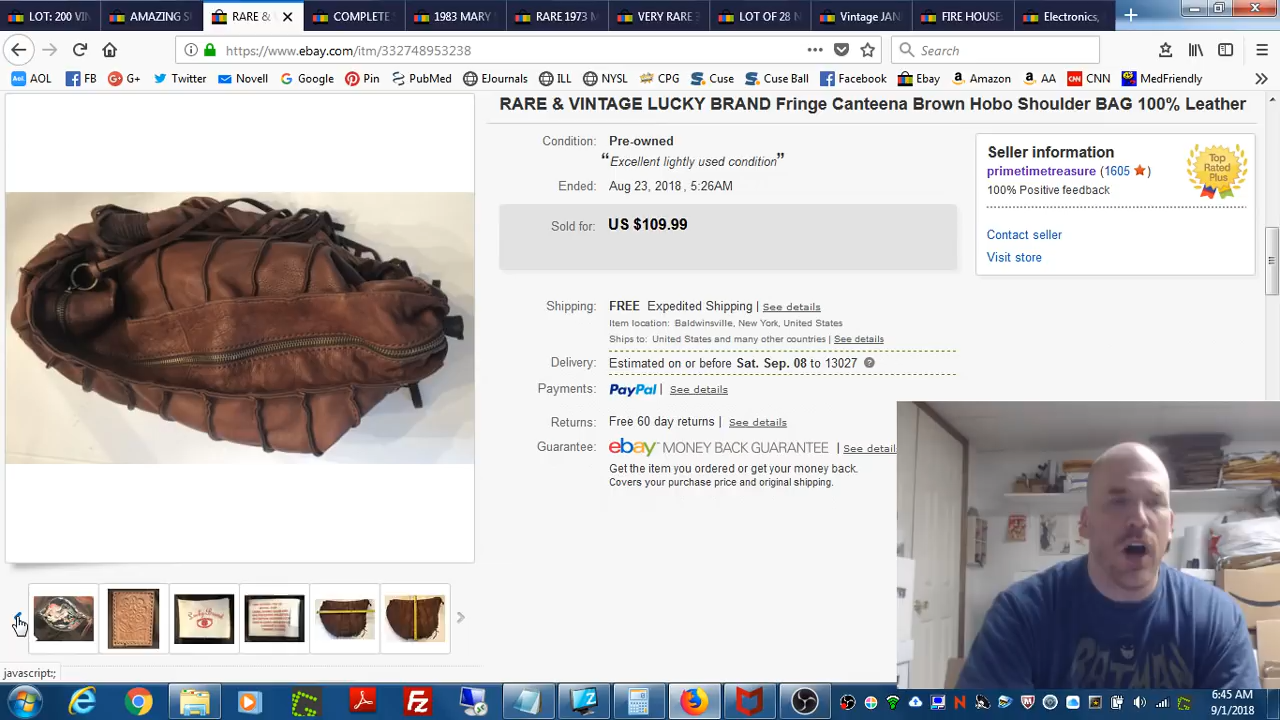 LOT: 200 VIN
AMAZING S
RARE &
COMPLETE
1983 MARY
RARE 1973 M
VERY RARE
LOT OF 28 N
Vintage JAN
FIRE HOUS
Electronics,
https://www.ebay.com/itm/332748953238
Search
AOL
FB
G+
Twitter
Novell
Google
Pin
PubMed
EJournals
ILL
NYSL
CPG
Cuse
Cuse Ball
Facebook
Ebay
Amazon
AA
CNN
MedFriendly
RARE & VINTAGE LUCKY BRAND Fringe Canteena Brown Hobo Shoulder BAG 100% Leather
Condition: Pre-owned
“Excellent lightly used condition”
Ended: Aug 23, 2018 , 5:26AM
Sold for: US $109.99
Shipping: FREE Expedited Shipping | See details
Item location: Baldwinsville, New York, United States
Ships to: United States and many other countries | See details
Delivery: Estimated on or before Sat. Sep. 08 to 13027
Payments: PayPal | See details
Returns: Free 60 day returns | See details
Guarantee: ebay MONEY BACK GUARANTEE | See detail
Get the item you ordered or get your money back.
Covers your purchase price and original shipping.
Seller information
primetimetreasure (1605 )
100% Positive feedback
Contact seller
Visit store
Top
Rated
Plus
Lucky Brand
javascript:;
BATMAN
6:45 AM
9/1/2018